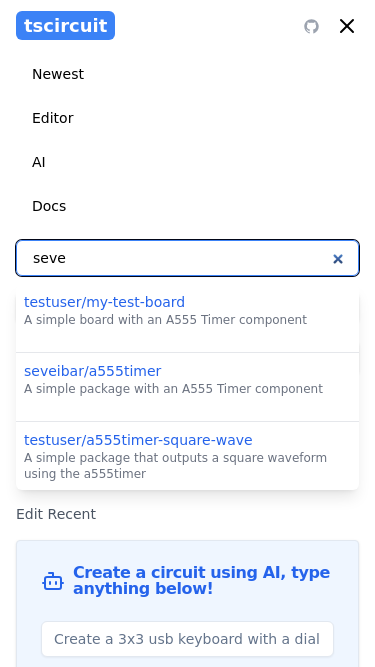 tscircuit
Newest
Editor
AI
Docs
seve
testuser/my-test-board
A simple board with an A555 Timer component
seveibar/a555timer
A simple package with an A555 Timer component
testuser/a555timer-square-wave
A simple package that outputs a square waveform
using the a555timer
Edit Recent
Create a circuit using AI, type
anything below!
Create a 3x3 usb keyboard with a dial